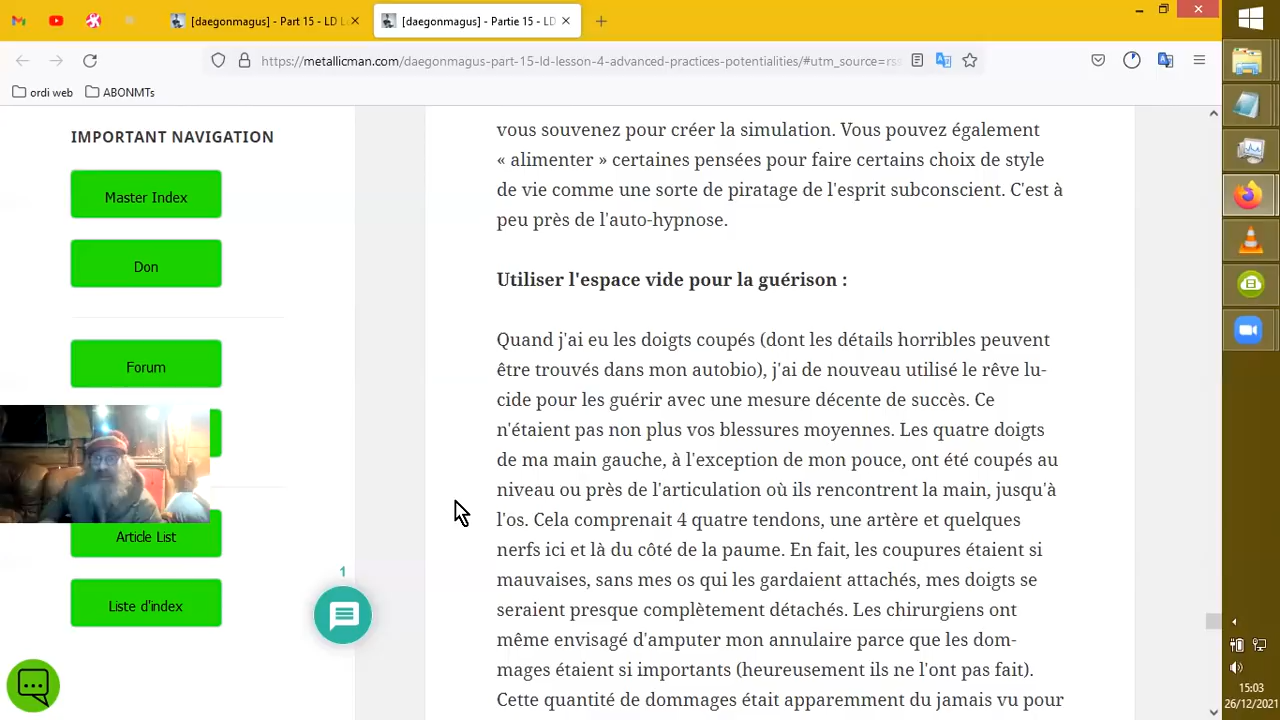 [daegonmagus] - Part 15 - LD L
[daegonmagus] - Partie 15 - LD
https://metallicman.com/daegonmagus-part-15-ld-lesson-4-advanced-practices-potentialities/#utm_source=rss
ordi web
ABONMTs
IMPORTANT NAVIGATION
Master Index
Don
Forum
Article List
Liste d'index
1
vous souvenez pour créer la simulation. Vous pouvez également
« alimenter » certaines pensées pour faire certains choix de style
de vie comme une sorte de piratage de l'esprit subconscient. C'est à
peu près de l'auto-hypnose.
Utiliser l'espace vide pour la guérison :
Quand j'ai eu les doigts coupés (dont les détails horribles peuvent
être trouvés dans mon autobio), j'ai de nouveau utilisé le rêve lu-
cide pour les guérir avec une mesure décente de succès. Ce
n'étaient pas non plus vos blessures moyennes. Les quatre doigts
de ma main gauche, à l'exception de mon pouce, ont été coupés au
niveau ou près de l'articulation où ils rencontrent la main, jusqu'à
l'os. Cela comprenait 4 quatre tendons, une artère et quelques
nerfs ici et là du côté de la paume. En fait, les coupures étaient si
mauvaises, sans mes os qui les gardaient attachés, mes doigts se
seraient presque complètement détachés. Les chirurgiens ont
même envisagé d'amputer mon annulaire parce que les dom-
mages étaient si importants (heureusement ils ne l'ont pas fait).
Cette quantité de dommages était apparemment du jamais vu pour
15:03
26/12/2021